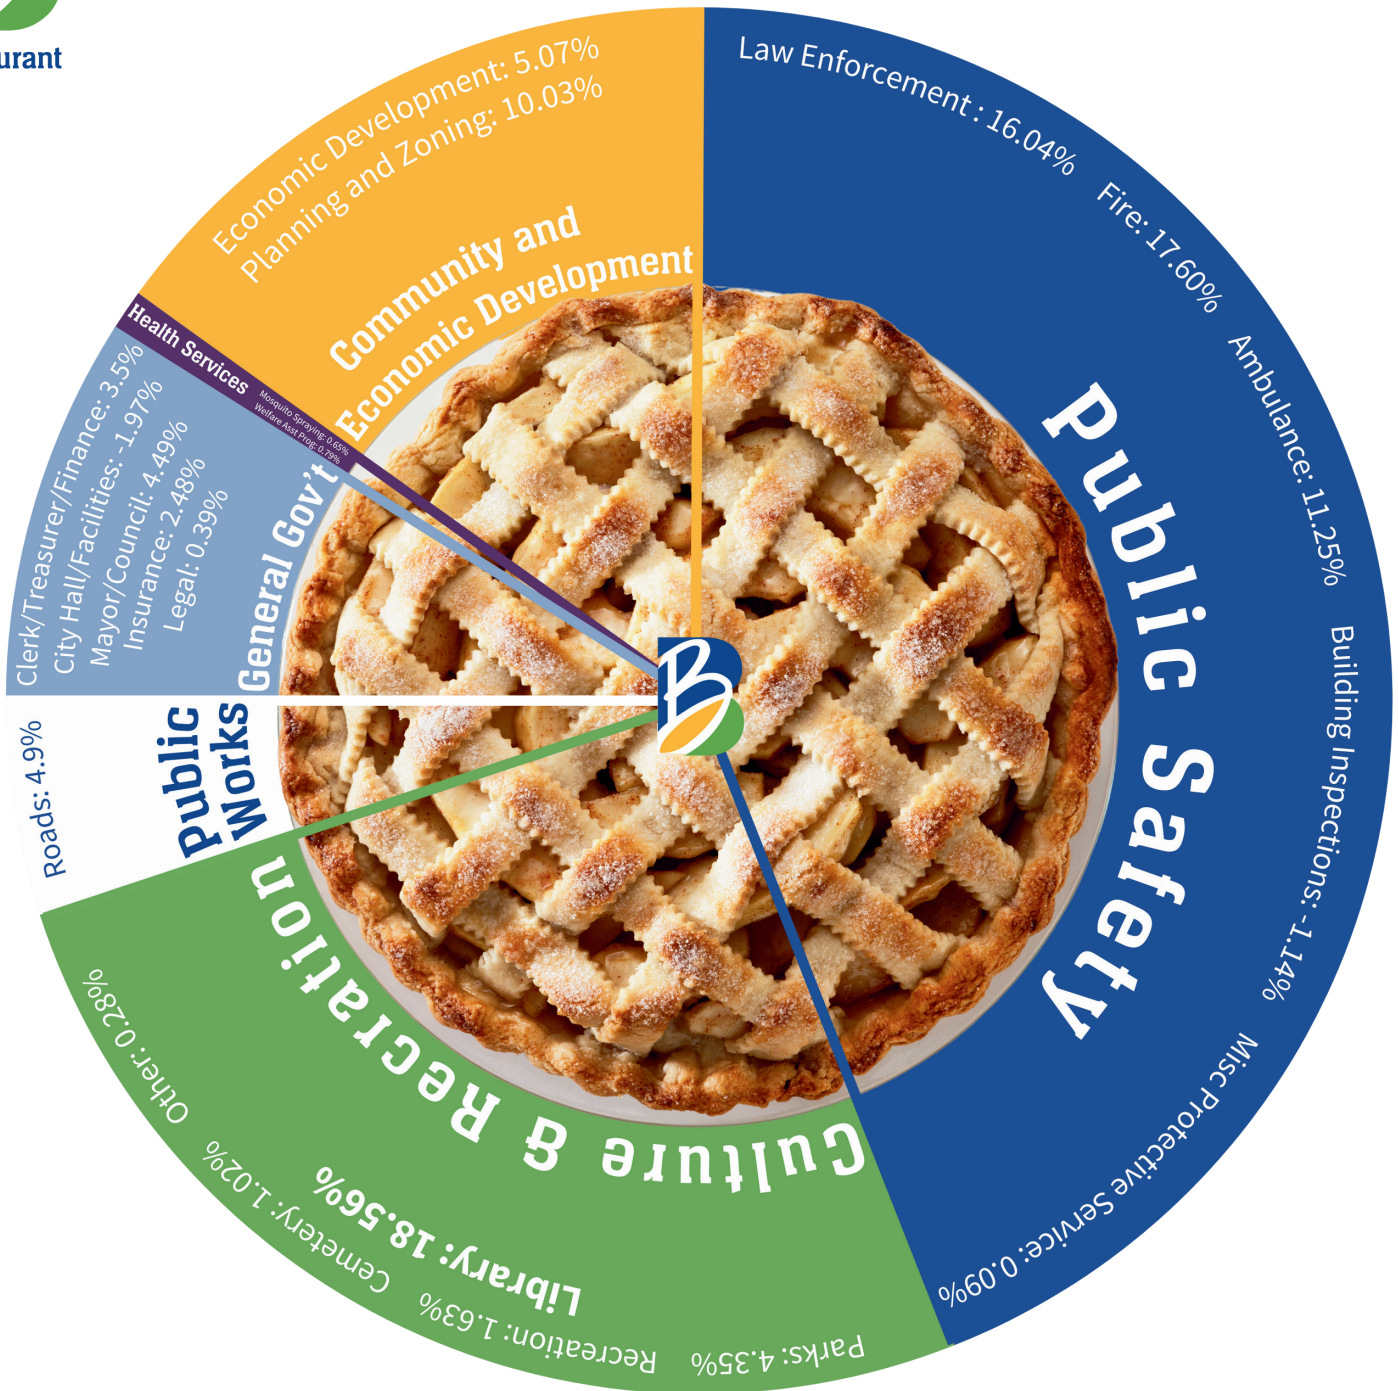 urant
Law Enforcement : 16.04%
Fire: 17.60%
Ambulance: 11.25%
Building Inspections: -1.14%
Misc Protective Service: 0.09%
Public Safety
Parks: 4.35%
Recreation: 1.63%
Cemetery: 1.02%
Other: 0.28%
Library: 18.56%
Culture & Recration
Roads: 4.9%
Public
Works
Clerk/Treasurer/Finance: 3.5%
City Hall/Facilities: -1.97%
Mayor/Council: 4.49%
Insurance: 2.48%
Legal: 0.39%
General Gov't
Health Services
Mosquito Spraying: 0.65%
Welfare Asst Prog: 0.79%
Economic Development: 5.07%
Planning and Zoning: 10.03%
Community and
Economic Development
B